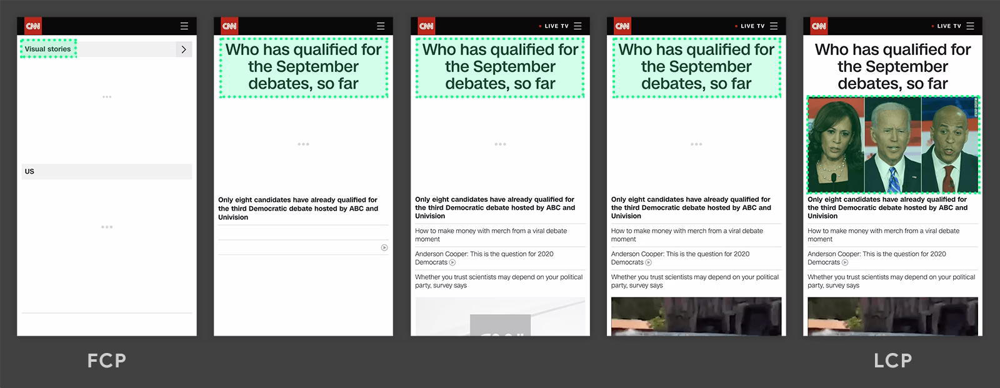 CNN
Visual stories
US
FCP
CNN
Who has qualified for
the September
debates, so far
Only eight candidates have already qualified for
the third Democratic debate hosted by ABC and
Univision
CNN
LIVE TV
Who has qualified for
the September
debates, so far
Only eight candidates have already qualified for
the third Democratic debate hosted by ABC and
Univision
How to make money with merch from a viral debate
moment
Anderson Cooper: This is the question for 2020
Democrats
Whether you trust scientists may depend on your political
party, survey says
CNN
LIVE TV
Who has qualified for
the September
debates, so far
Only eight candidates have already qualified for
the third Democratic debate hosted by ABC and
Univision
How to make money with merch from a viral debate
moment
Anderson Cooper: This is the question for 2020
Democrats
Whether you trust scientists may depend on your political
party, survey says
CNN
LIVE TV
Who has qualified for
the September
debates, so far
Only eight candidates have already qualified for
the third Democratic debate hosted by ABC and
Univision
How to make money with merch from a viral debate
moment
Anderson Cooper: This is the question for 2020
Democrats
Whether you trust scientists may depend on your political
party, survey says
LCP